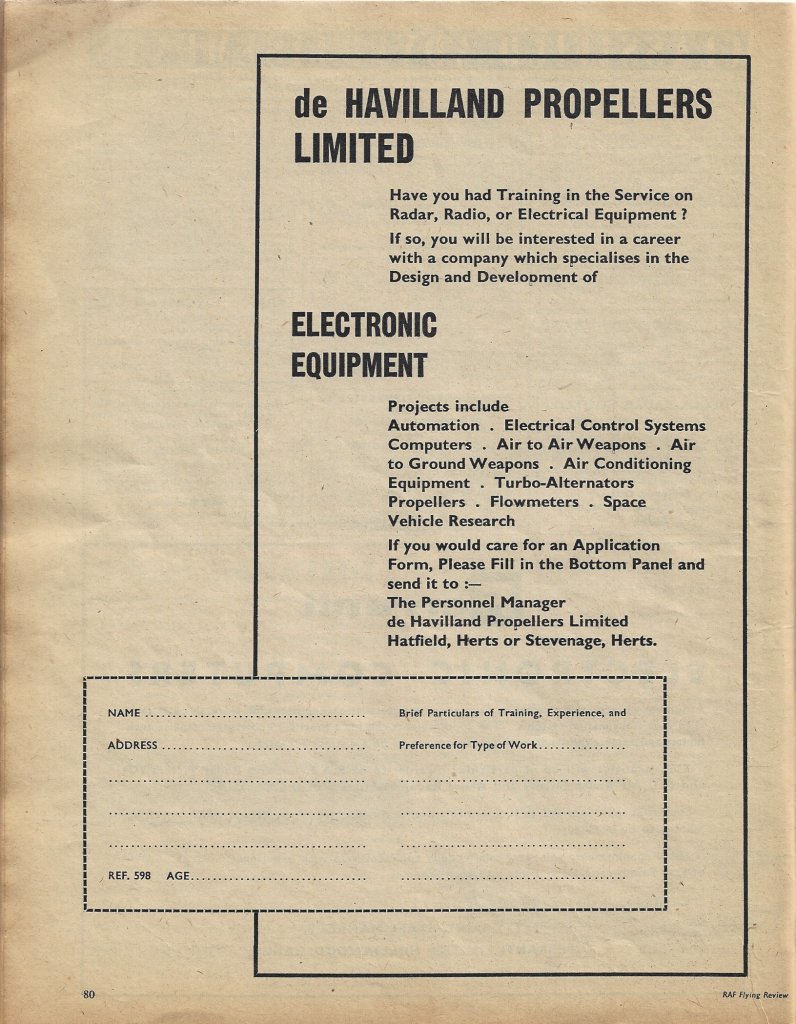 de HAVILLAND PROPELLERS
LIMITED
Have you had Training in the Service on
Radar, Radio, or Electrical Equipment ?
If so, you will be interested in a career
with a company which specialises in the
Design and Development of
ELECTRONIC
EQUIPMENT
Projects include
Automation . Electrical Control Systems
Computers . Air to Air Weapons . Air
to Ground Weapons . Air Conditioning
Equipment . Turbo-Alternators
Propellers . Flowmeters . Space
Vehicle Research
If you would care for an Application
Form, Please Fill in the Bottom Panel and
send it to :—
The Personnel Manager
de Havilland Propellers Limited
Hatfield, Herts or Stevenage, Herts.
NAME ........................................
ADDRESS .....................................
REF. 598 AGE................................
Brief Particulars of Training, Experience, and
Preference for Type of Work................
80
RAF Flying Review